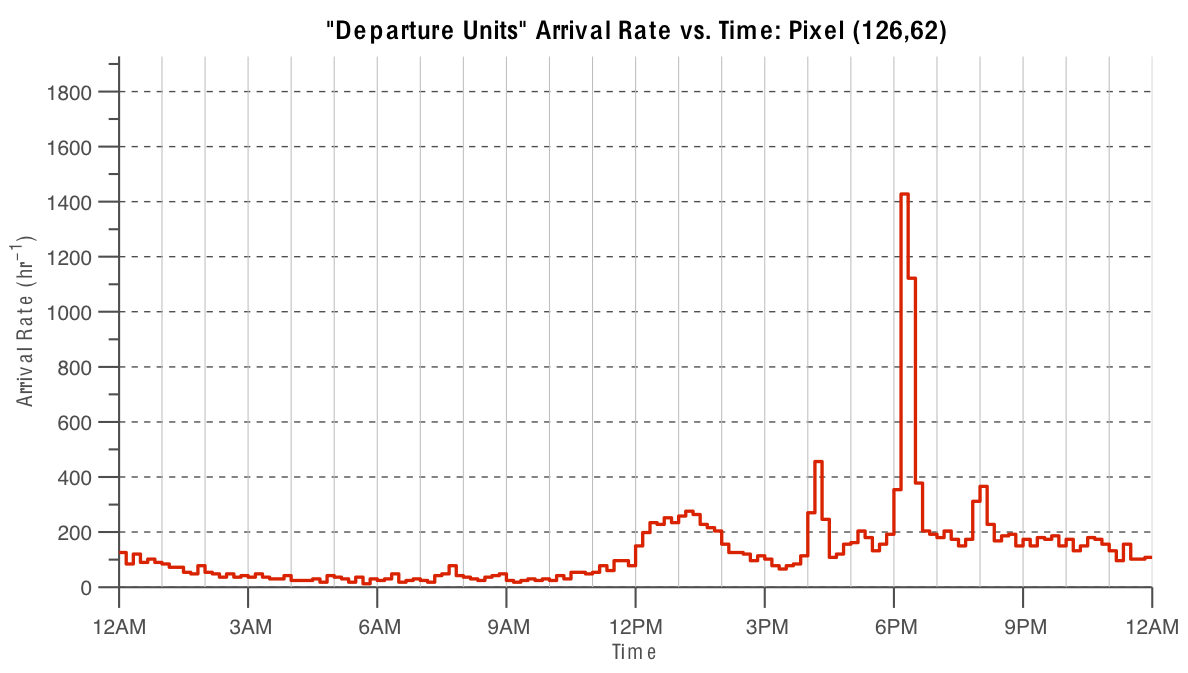 "Departure Units" Arrival Rate vs. Time: Pixel (126,62)
1800
1600
1400
1200
1000
800
600
400
200
0
Arrival Rate (hr⁻¹)
12AM 3AM 6AM 9AM 12PM 3PM 6PM 9PM 12AM
Time